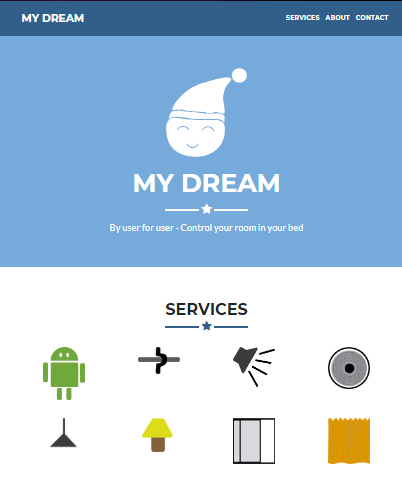 MY DREAM
SERVICES ABOUT CONTACT
MY DREAM
By user for user - Control your room in your bed
SERVICES